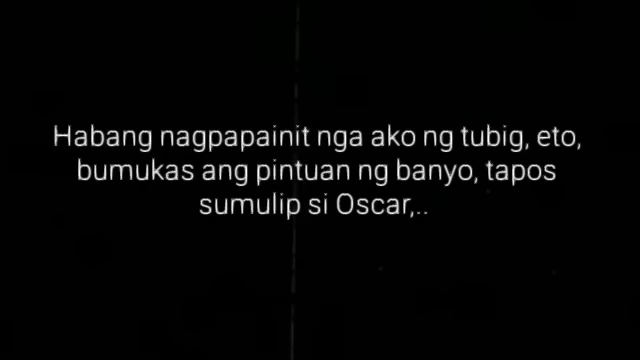 Habang nagpapainit nga ako ng tubig, eto,
bumukas ang pintuan ng banyo, tapos
sumulip si Oscar,..